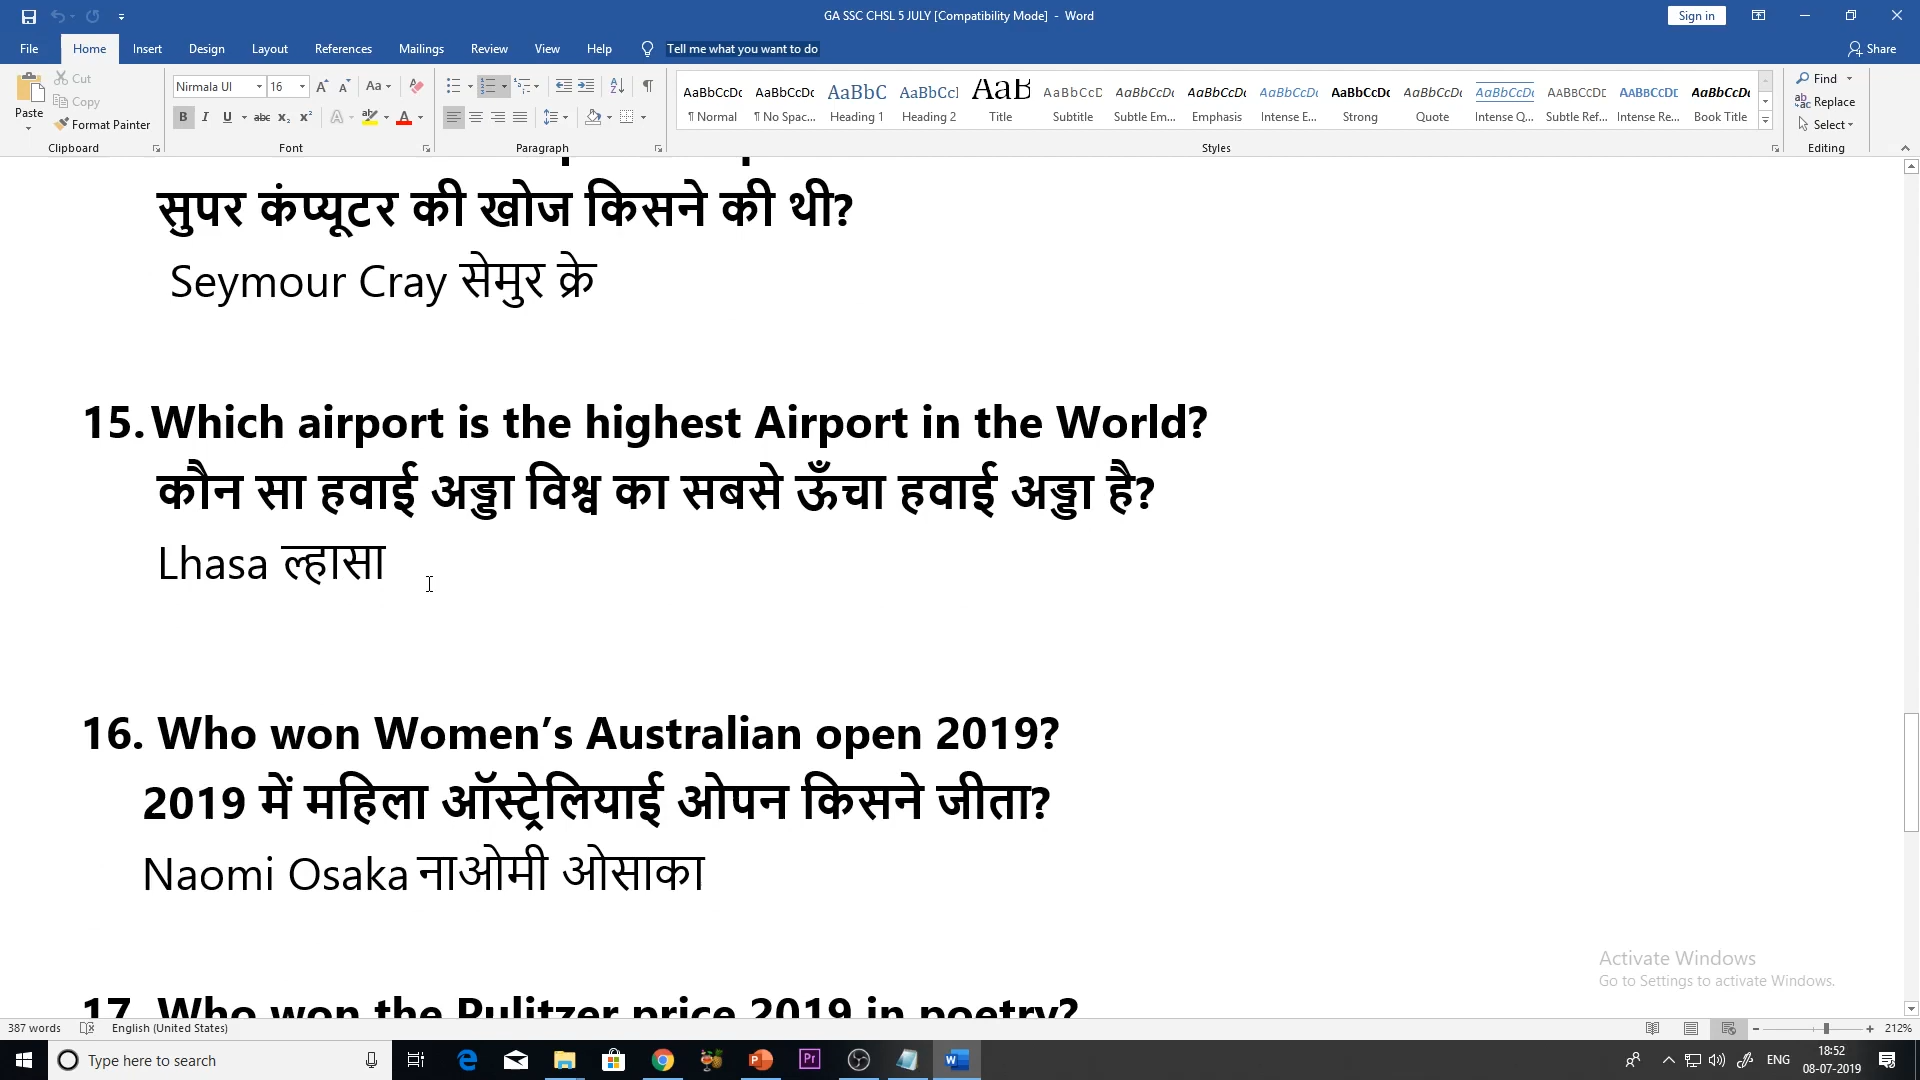 GA SSC CHSL 5 JULY [Compatibility Mode] - Word
Sign in
File Home Insert Design Layout References Mailings Review View Help Tell me what you want to do Share
Paste
Cut
Copy
Format Painter
Clipboard
Nirmala UI 16
Font
Paragraph
AaBbCcDc AaBbCcDc AaBbC AaBbCcI AaB AaBbCcD AaBbCcDc AaBbCcDc AaBbCcDc AaBbCcDc AaBbCcDc AaBbCcDc AABBCCDE AABBCCDE AaBbCcDc
¶ Normal ¶ No Spac... Heading 1 Heading 2 Title Subtitle Subtle Em... Emphasis Intense E... Strong Quote Intense Q... Subtle Ref... Intense Re... Book Title
Styles
Find
Replace
Select
Editing
सुपर कंप्यूटर की खोज किसने की थी?
Seymour Cray सेमुर क्रे
15. Which airport is the highest Airport in the World?
कौन सा हवाई अड्डा विश्व का सबसे ऊँचा हवाई अड्डा है?
Lhasa ल्हासा
16. Who won Women’s Australian open 2019?
2019 में महिला ऑस्ट्रेलियाई ओपन किसने जीता?
Naomi Osaka नाओमी ओसाका
17. Who won the Pulitzer price 2019 in poetry?
Activate Windows
Go to Settings to activate Windows.
387 words English (United States) 212%
Type here to search
ENG
18:52
08-07-2019